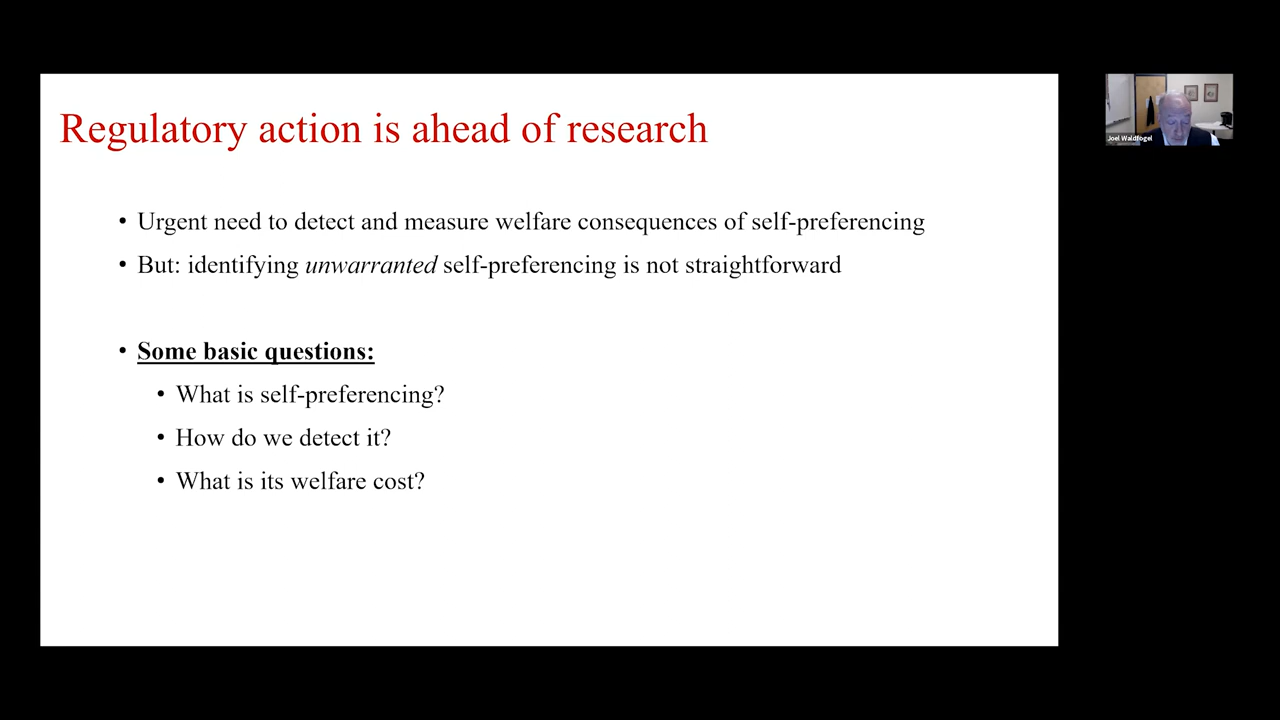 Regulatory action is ahead of research
• Urgent need to detect and measure welfare consequences of self-preferencing
• But: identifying unwarranted self-preferencing is not straightforward
• Some basic questions:
• What is self-preferencing?
• How do we detect it?
• What is its welfare cost?
Joel Waldfogel